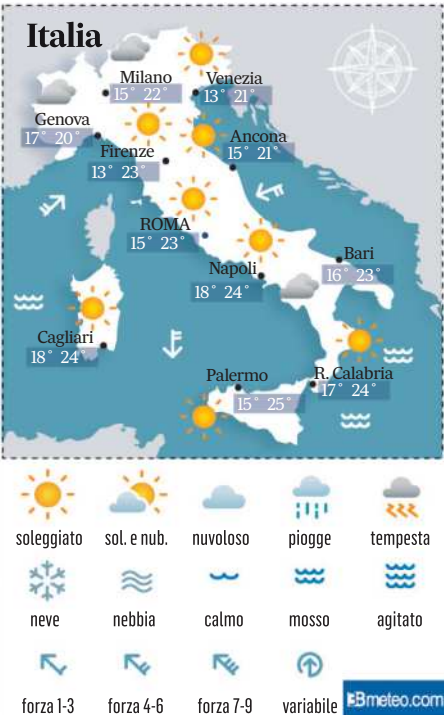 Italia
Milano
15° 22°
Venezia
13° 21°
Genova
17° 20°
Ancona
15° 21°
Firenze
13° 23°
ROMA
15° 23°
Bari
16° 23°
Napoli
18° 24°
Cagliari
18° 24°
Palermo
15° 25°
R. Calabria
17° 24°
soleggiato sol. e nub. nuvoloso piogge tempesta
neve nebbia calmo mosso agitato
forza 1-3 forza 4-6 forza 7-9 variabile
3Bmeteo.com